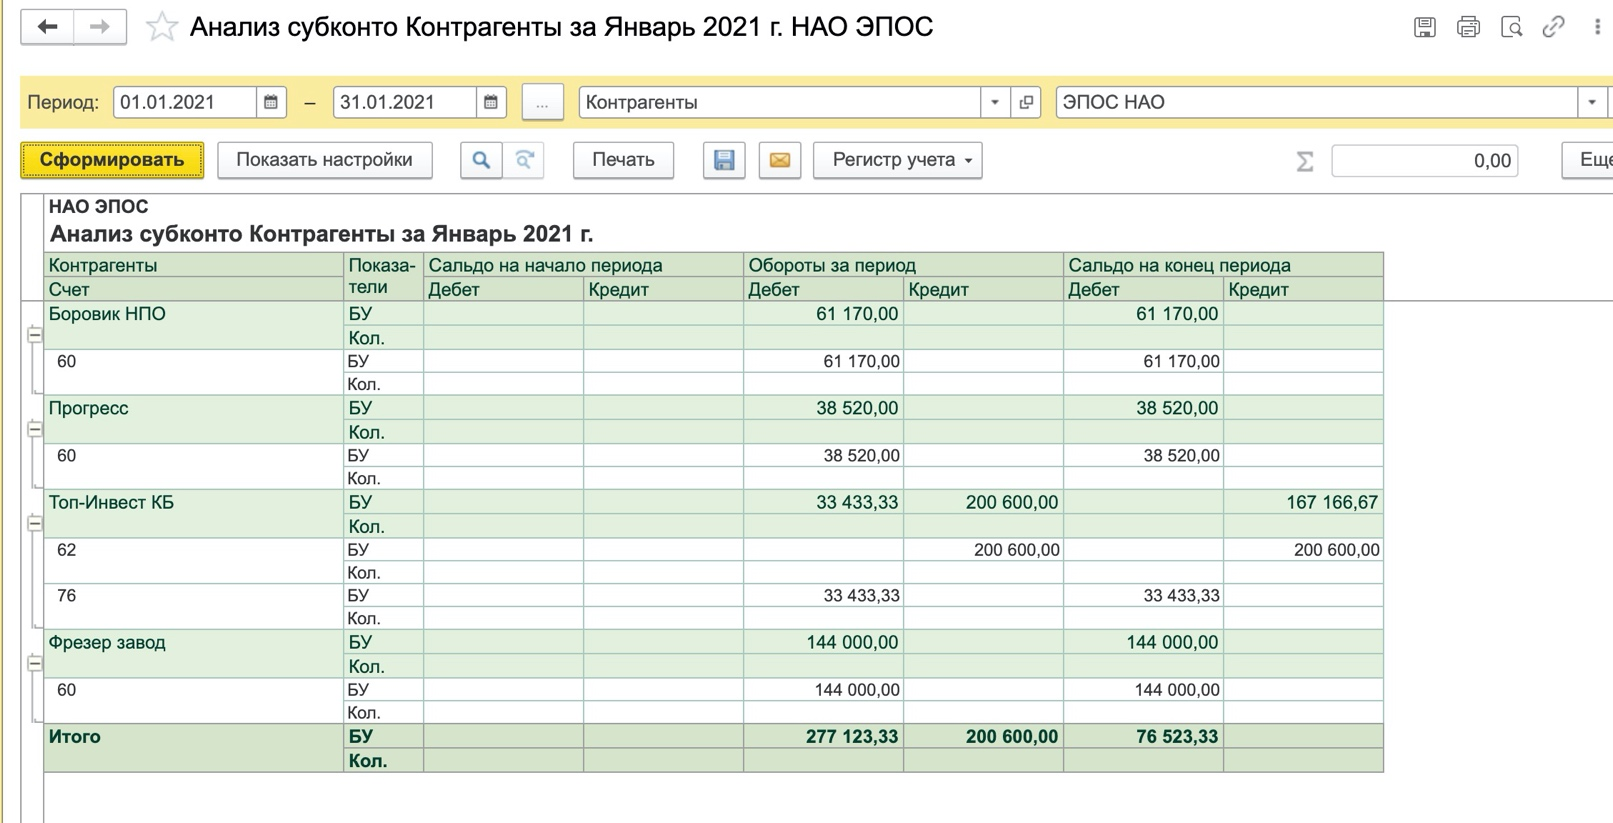 Анализ субконто Контрагенты за Январь 2021 г. НАО ЭПОС
Период: 01.01.2021 – 31.01.2021 ... Контрагенты ЭПОС НАО
Сформировать Показать настройки Печать Регистр учета Σ 0,00 Еще
НАО ЭПОС
Анализ субконто Контрагенты за Январь 2021 г.
Контрагенты Показа- Сальдо на начало периода Обороты за период Сальдо на конец периода
Счет тели Дебет Кредит Дебет Кредит Дебет Кредит
Боровик НПО БУ 61 170,00 61 170,00
Кол.
60 БУ 61 170,00 61 170,00
Кол.
Прогресс БУ 38 520,00 38 520,00
Кол.
60 БУ 38 520,00 38 520,00
Кол.
Топ-Инвест КБ БУ 33 433,33 200 600,00 167 166,67
Кол.
62 БУ 200 600,00 200 600,00
Кол.
76 БУ 33 433,33 33 433,33
Кол.
Фрезер завод БУ 144 000,00 144 000,00
Кол.
60 БУ 144 000,00 144 000,00
Кол.
Итого БУ 277 123,33 200 600,00 76 523,33
Кол.